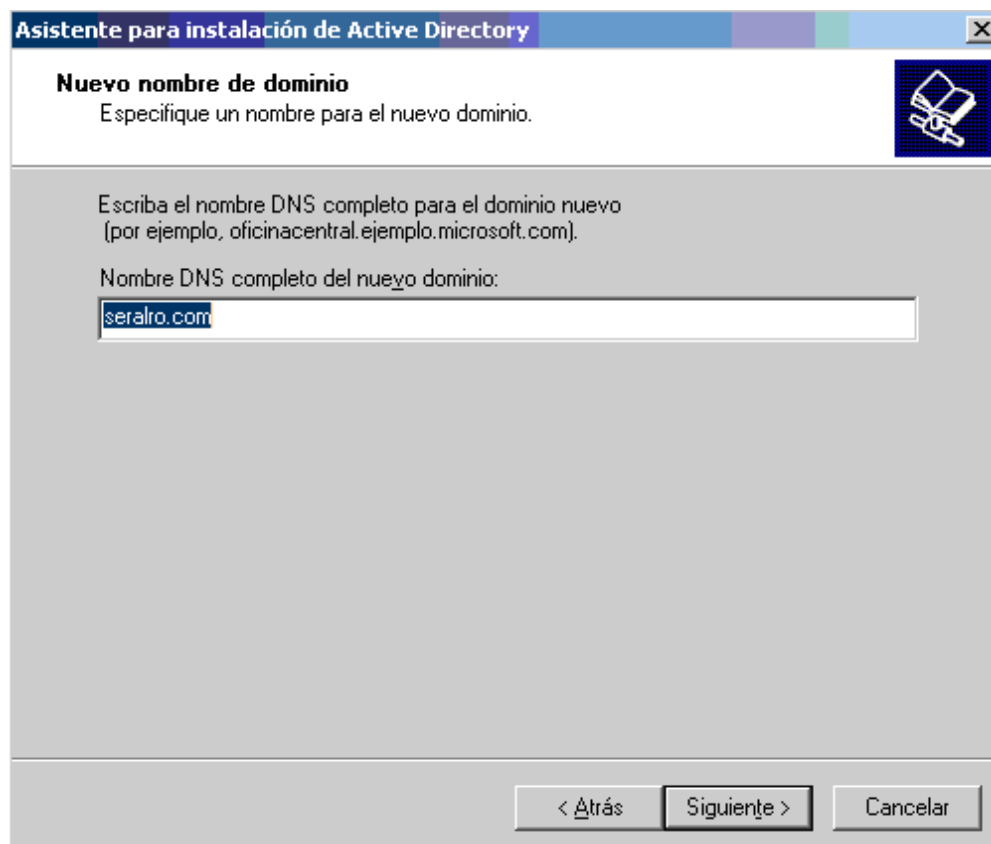 Asistente para instalación de Active Directory
Nuevo nombre de dominio
Especifique un nombre para el nuevo dominio.
Escriba el nombre DNS completo para el dominio nuevo
(por ejemplo, oficinacentral.ejemplo.microsoft.com).
Nombre DNS completo del nuevo dominio:
seralro.com
< Atrás Siguiente > Cancelar